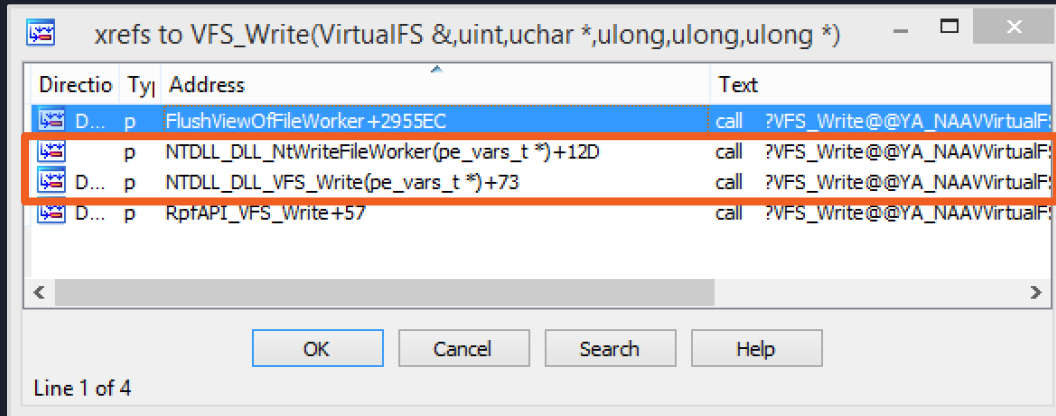 xrefs to VFS_Write(VirtualFS &,uint,uchar *,ulong,ulong,ulong *)
Directio Typ Address Text
D... p FlushViewOfFileWorker+2955EC call ?VFS_Write@@YA_NAAVVirtualF
p NTDLL_DLL_NtWriteFileWorker(pe_vars_t *)+12D call ?VFS_Write@@YA_NAAVVirtualF
D... p NTDLL_DLL_VFS_Write(pe_vars_t *)+73 call ?VFS_Write@@YA_NAAVVirtualF
D... p RpfAPI_VFS_Write+57 call ?VFS_Write@@YA_NAAVVirtualF
OK Cancel Search Help
Line 1 of 4